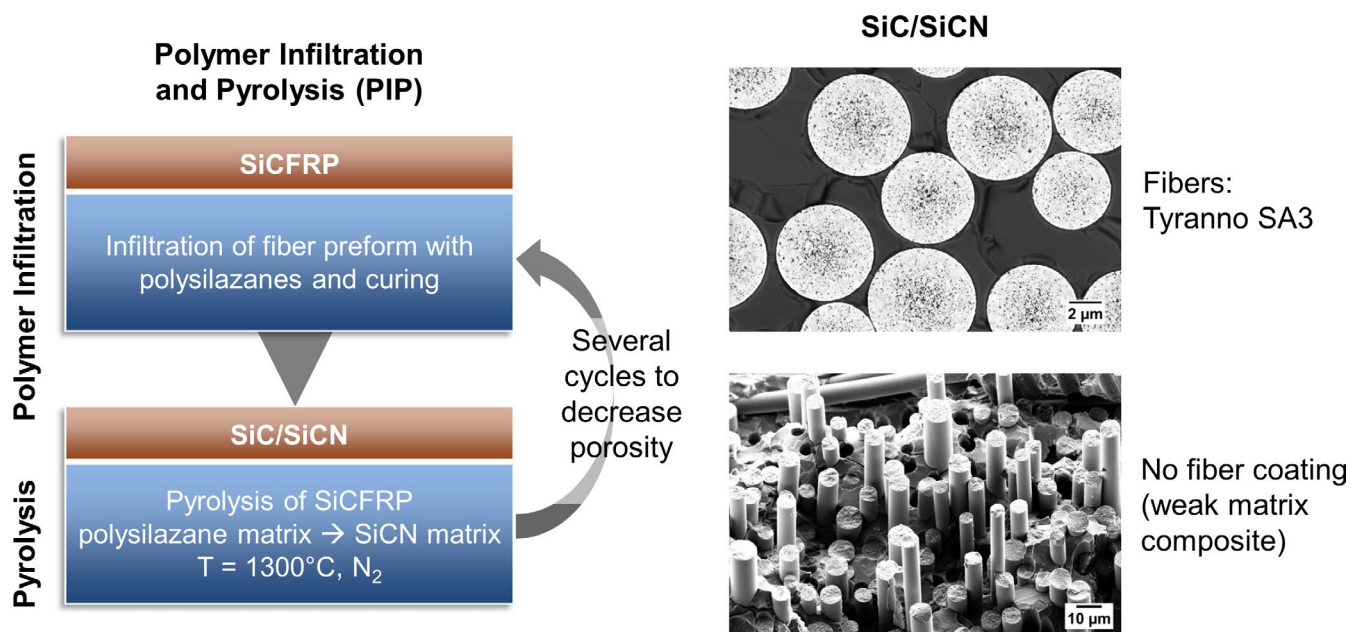 Polymer Infiltration
and Pyrolysis (PIP)
Polymer Infiltration
SiCFRP
Infiltration of fiber preform with
polysilazanes and curing
Several
cycles to
decrease
porosity
Pyrolysis
SiC/SiCN
Pyrolysis of SiCFRP
polysilazane matrix → SiCN matrix
T = 1300°C, N₂
SiC/SiCN
2 µm
Fibers:
Tyranno SA3
10 µm
No fiber coating
(weak matrix
composite)